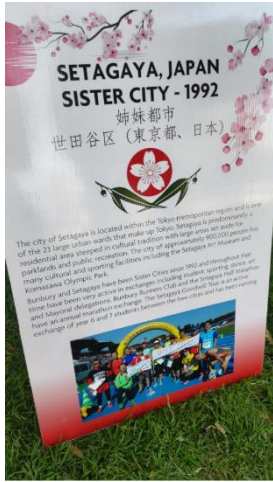 SETAGAYA, JAPAN
SISTER CITY - 1992
姉妹都市
世田谷区（東京都、日本）
The city of Setagaya is located within the Tokyo metropolitan region and is one
of the 23 large urban wards that make up Tokyo. Setagaya is predominantly a
residential area steeped in cultural tradition with large areas set aside for
parklands and public recreation. The city of approximately 900,000 people has
many cultural and sporting facilities including the Setagaya Art Museum and
Komazawa Olympic Park.
Bunbury and Setagaya have been Sister Cities since 1992 and throughout that
time have been very active in exchanges including student, sporting, art
and Mayoral delegations. Bunbury Runners Club and the Setagaya Half Marathon
have an annual marathon exchange. The Setagaya Goodwill Tour is an active
exchange of year 6 and 7 students between the two cities and has been running